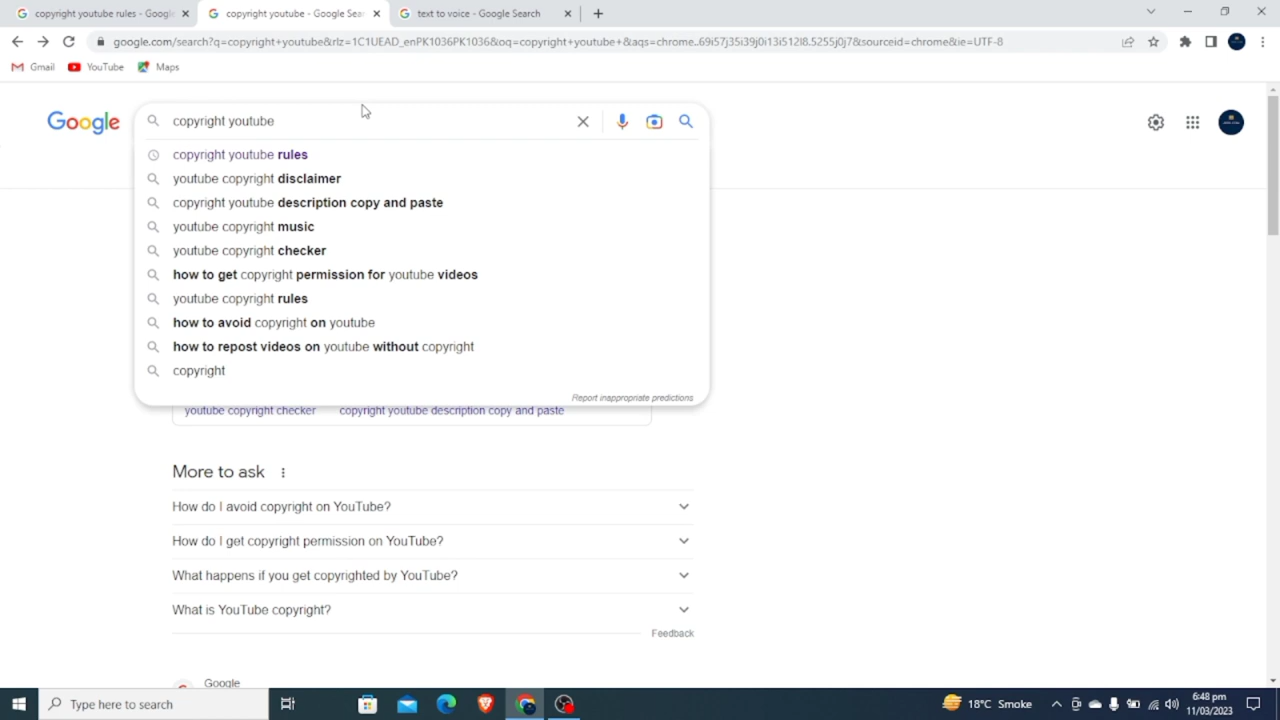 copyright youtube rules - Google
copyright youtube - Google Sear
text to voice - Google Search
google.com/search?q=copyright+youtube&rlz=1C1UEAD_enPK1036PK1036&oq=copyright+youtube+&aqs=chrome..69i57j35i39j0i13i512l8.5255j0j7&sourceid=chrome&ie=UTF-8
Gmail
YouTube
Maps
Google
copyright youtube
copyright youtube rules
youtube copyright disclaimer
copyright youtube description copy and paste
youtube copyright music
youtube copyright checker
how to get copyright permission for youtube videos
youtube copyright rules
how to avoid copyright on youtube
how to repost videos on youtube without copyright
copyright
Report inappropriate predictions
youtube copyright checker
copyright youtube description copy and paste
More to ask
How do I avoid copyright on YouTube?
How do I get copyright permission on YouTube?
What happens if you get copyrighted by YouTube?
What is YouTube copyright?
Feedback
Google
Type here to search
18°C Smoke
6:48 pm
11/03/2023